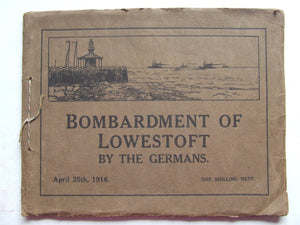 BOMBARDMENT OF
LOWESTOFT
BY THE GERMANS.
April 25th, 1916. ONE SHILLING NETT.